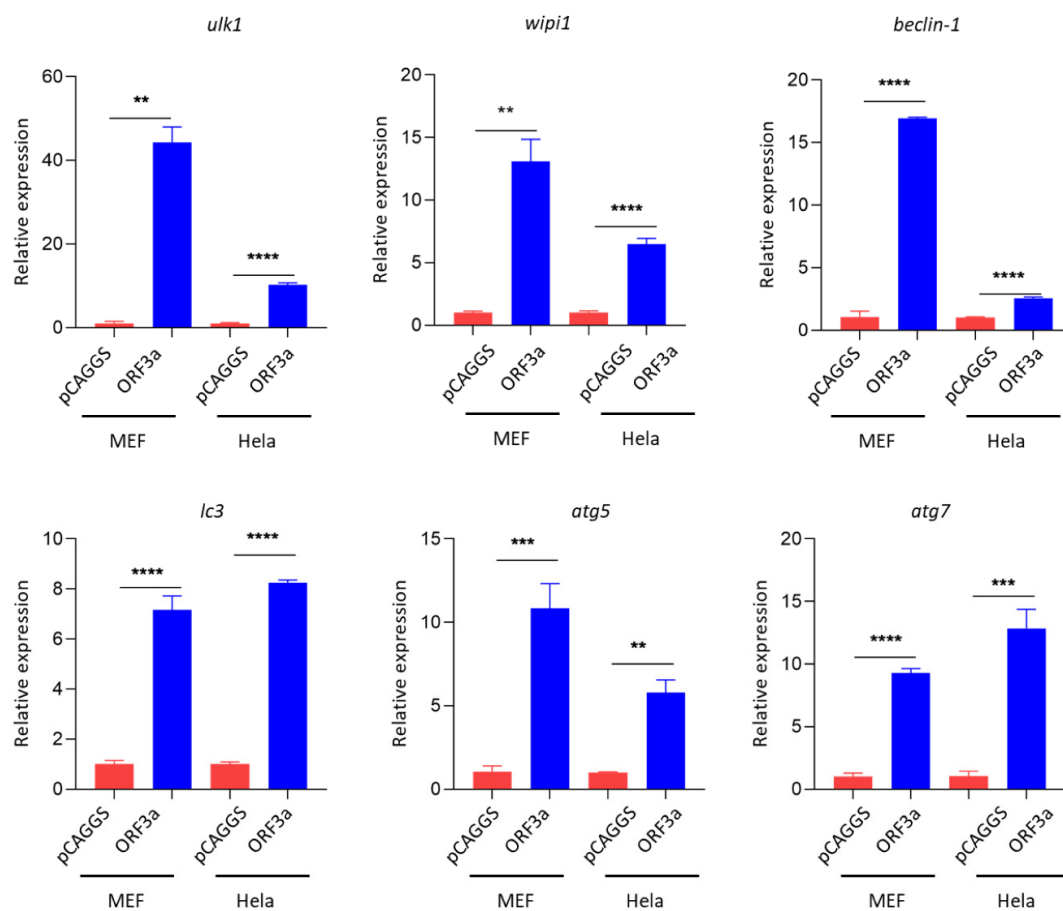 ulk1
Relative expression
60
40
20
0
**
****
pCAGGS ORF3a pCAGGS ORF3a
MEF Hela
wipi1
Relative expression
20
15
10
5
0
**
****
pCAGGS ORF3a pCAGGS ORF3a
MEF Hela
beclin-1
Relative expression
20
15
10
5
0
****
****
pCAGGS ORF3a pCAGGS ORF3a
MEF Hela
lc3
Relative expression
10
8
6
4
2
0
****
****
pCAGGS ORF3a pCAGGS ORF3a
MEF Hela
atg5
Relative expression
15
10
5
0
***
**
pCAGGS ORF3a pCAGGS ORF3a
MEF Hela
atg7
Relative expression
20
15
10
5
0
****
***
pCAGGS ORF3a pCAGGS ORF3a
MEF Hela